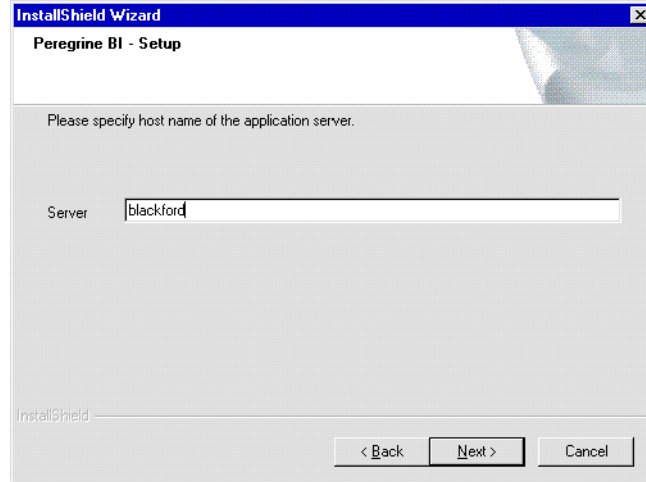 InstallShield Wizard
Peregrine BI - Setup
Please specify host name of the application server.
Server blackford
InstallShield
< Back Next > Cancel